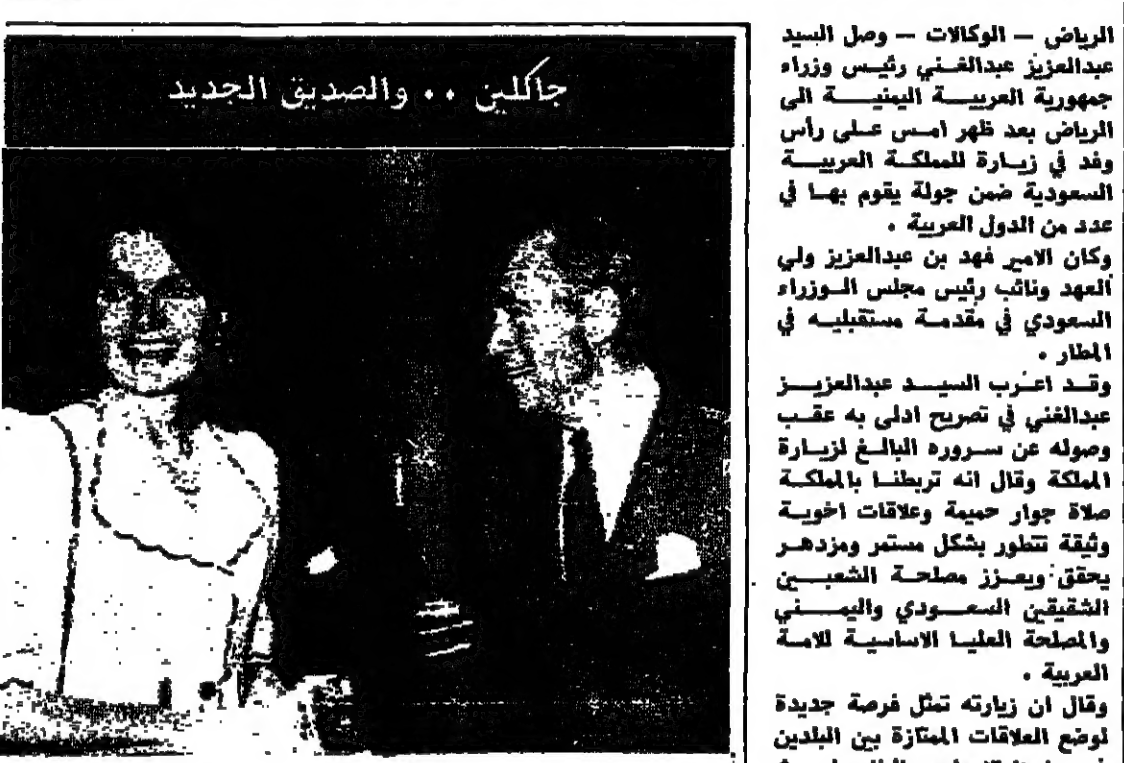 الرياض — الوكالات — وصل السيد
عبدالعزيز عبدالغني رئيس وزراء
جمهورية العربية اليمنية الى
الرياض بعد ظهر امس على رأس
وفد في زيارة للمملكة العربية
السعودية ضمن جولة يقوم بها في
عدد من الدول العربية .
وكان الامير فهد بن عبدالعزيز ولي
العهد ونائب رئيس مجلس الوزراء
السعودي في مقدمة مستقبليه في
المطار .
وقد اعرب السيد عبدالعزيز
عبدالغني في تصريح ادلى به عقب
وصوله عن سروره البالغ لزيارة
المملكة وقال انه تربطنا بالمملكة
صلاة جوار حميمة وعلاقات اخوية
وثيقة تتطور بشكل مستمر ومزدهر
يحقق ويعزز مصلحة الشعبين
الشقيقين السعودي واليمني
والمصلحة العليا الاساسية للامة
العربية .
وقال ان زيارته تمثل فرصة جديدة
لوضع العلاقات الممتازة بين البلدين
جاكلين .. والصديق الجديد